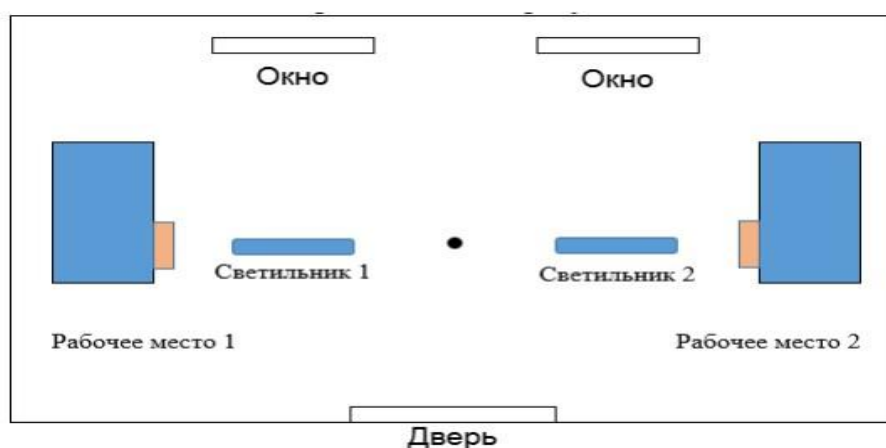 Окно
Окно
Светильник 1
Светильник 2
Рабочее место 1
Рабочее место 2
Дверь